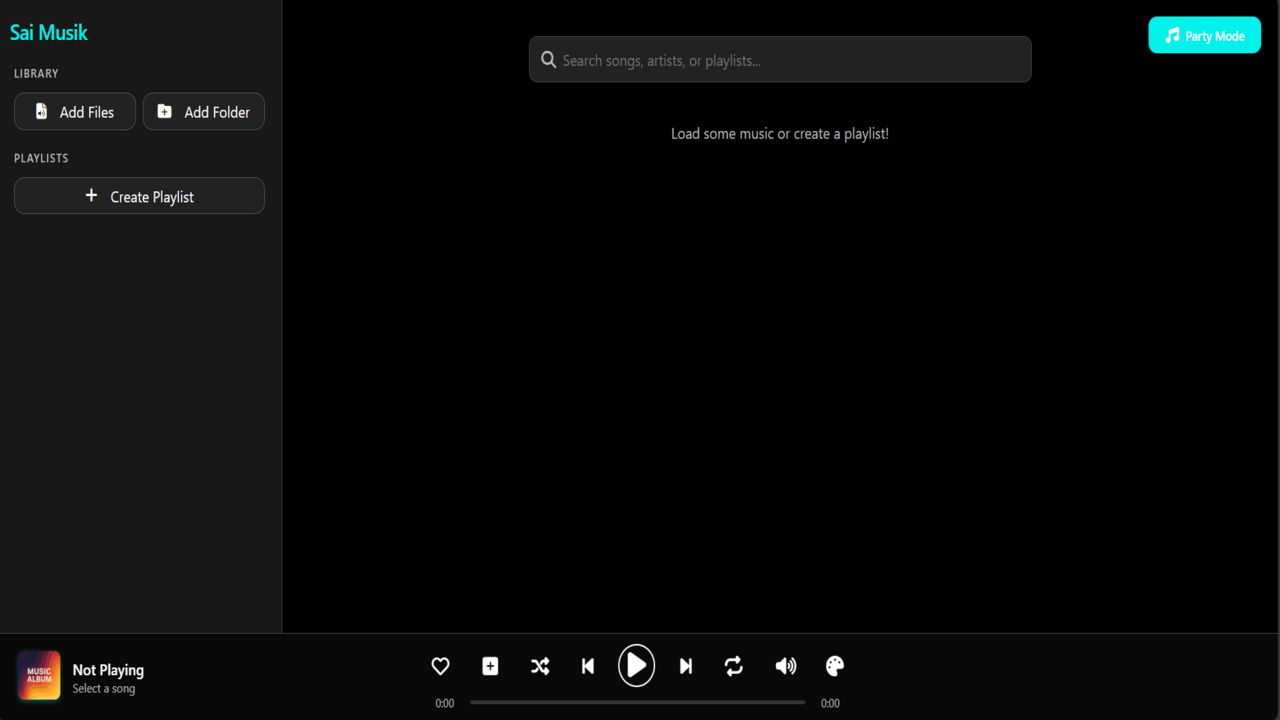 Sai Musik
LIBRARY
Add Files
Add Folder
PLAYLISTS
Create Playlist
Search songs, artists, or playlists...
Party Mode
Load some music or create a playlist!
MUSIC
ALBUM
Not Playing
Select a song
0:00
0:00